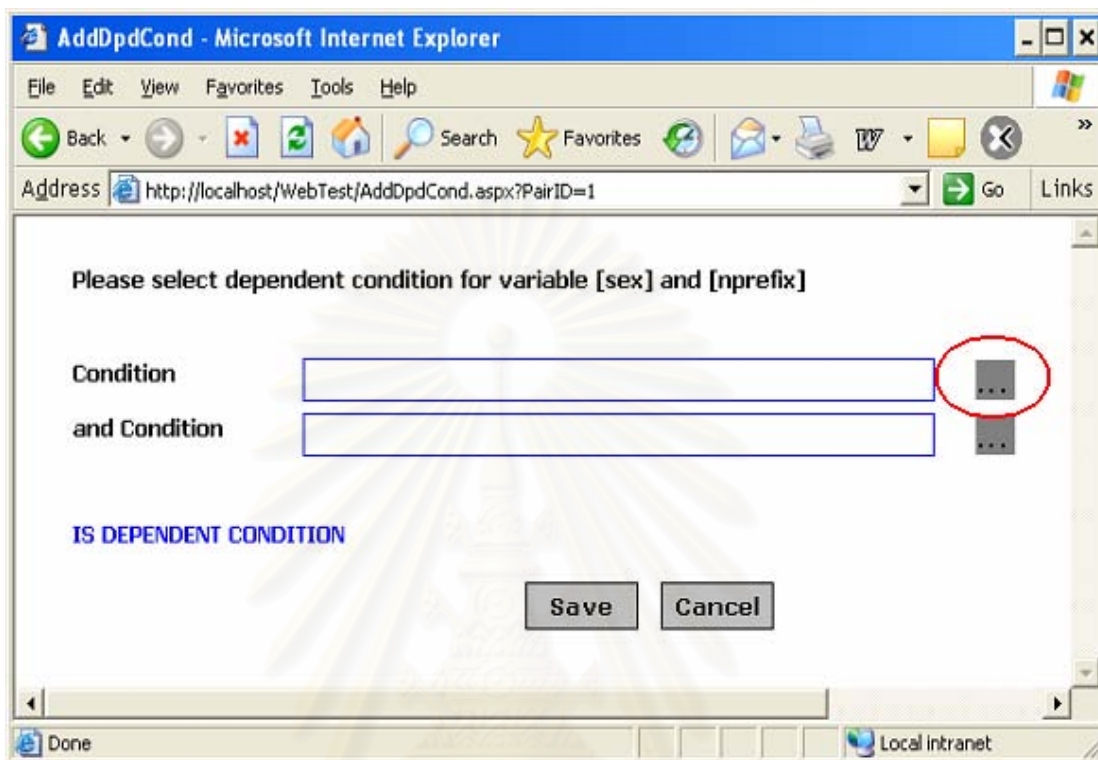 AddDpdCond - Microsoft Internet Explorer
File Edit View Favorites Tools Help
Back Search Favorites »
Address http://localhost/WebTest/AddDpdCond.aspx?PairID=1 Go Links
Please select dependent condition for variable [sex] and [nprefix]
Condition ...
and Condition ...
IS DEPENDENT CONDITION
Save Cancel
Done Local intranet